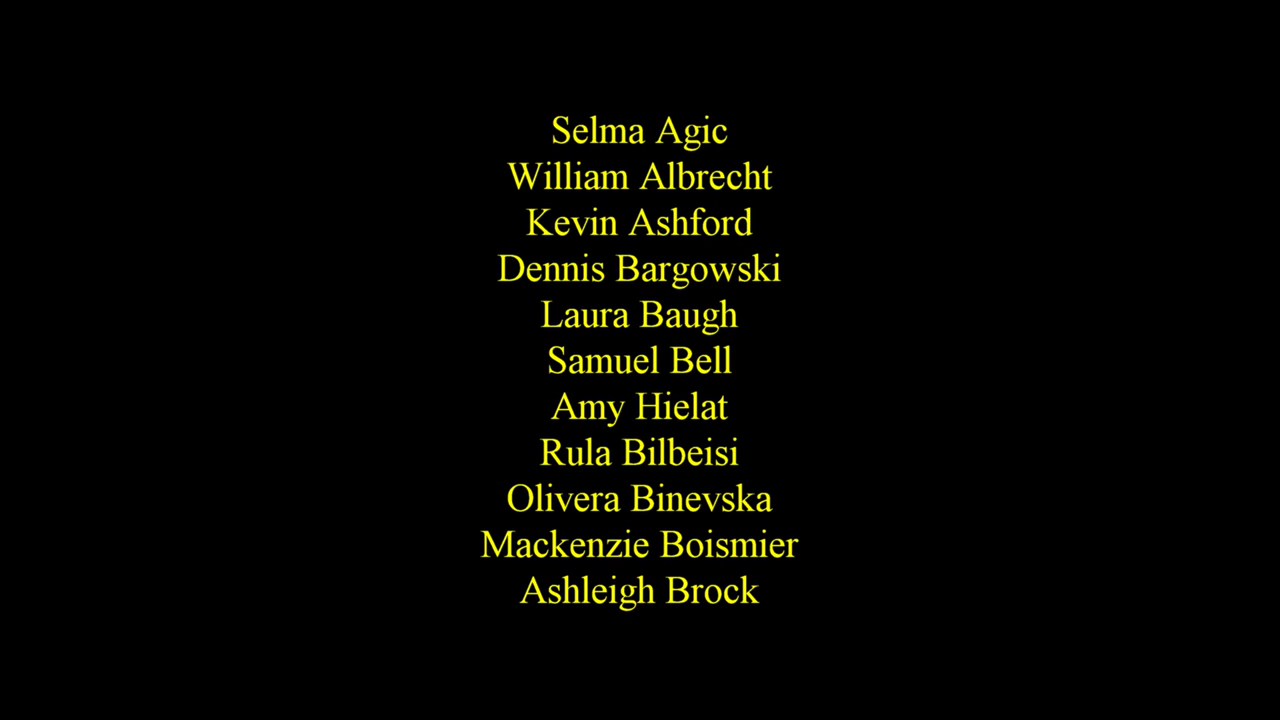 Selma Agic
William Albrecht
Kevin Ashford
Dennis Bargowski
Laura Baugh
Samuel Bell
Amy Hielat
Rula Bilbeisi
Olivera Binevska
Mackenzie Boismier
Ashleigh Brock